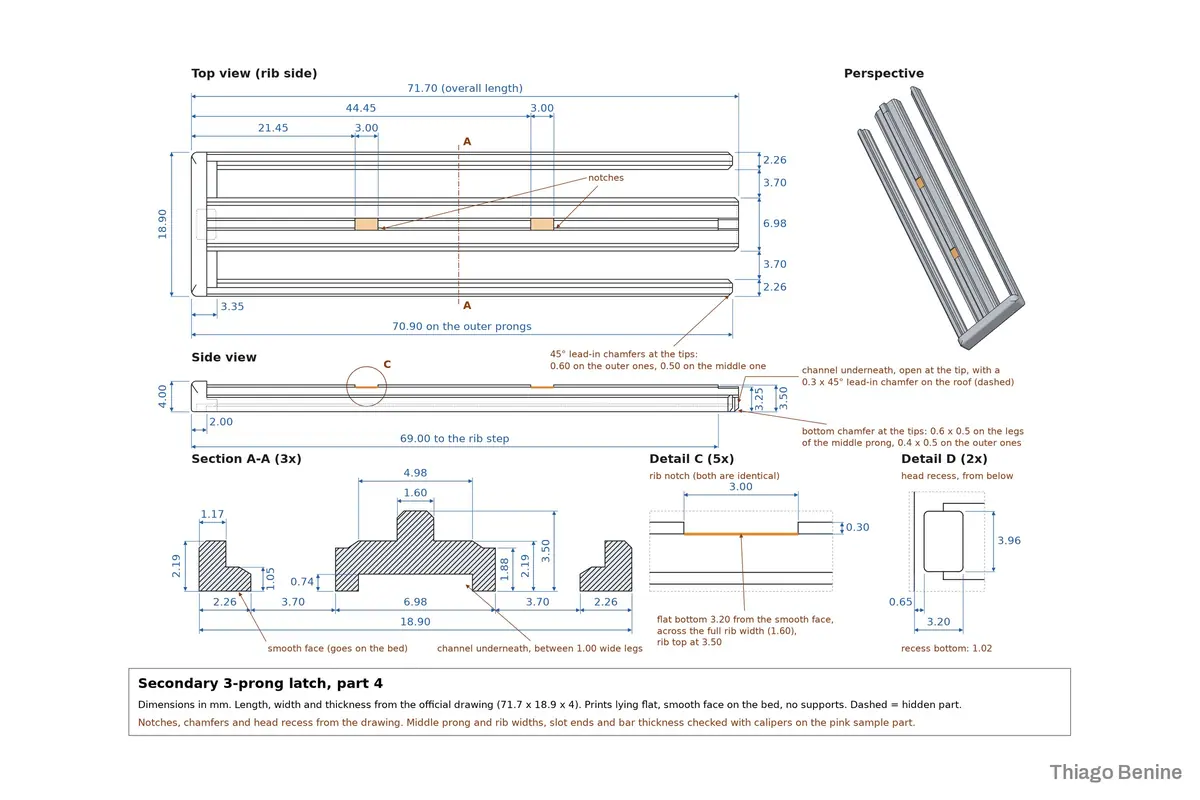 Top view (rib side)
Perspective
71.70 (overall length)
44.45
3.00
21.45
3.00
A
2.26
notches
3.70
18.90
6.98
3.70
2.26
A
3.35
70.90 on the outer prongs
45° lead-in chamfers at the tips:
0.60 on the outer ones, 0.50 on the middle one
Side view
C
channel underneath, open at the tip, with a
0.3 x 45° lead-in chamfer on the roof (dashed)
4.00
3.25
3.50
2.00
bottom chamfer at the tips: 0.6 x 0.5 on the legs
of the middle prong, 0.4 x 0.5 on the outer ones
69.00 to the rib step
Section A-A (3x)
4.98
1.60
1.17
2.19
1.05
0.74
1.88
2.19
3.50
2.26
3.70
6.98
3.70
2.26
18.90
smooth face (goes on the bed)
channel underneath, between 1.00 wide legs
Detail C (5x)
rib notch (both are identical)
3.00
0.30
flat bottom 3.20 from the smooth face,
across the full rib width (1.60),
rib top at 3.50
Detail D (2x)
head recess, from below
3.96
0.65
3.20
recess bottom: 1.02
Secondary 3-prong latch, part 4
Dimensions in mm. Length, width and thickness from the official drawing (71.7 x 18.9 x 4). Prints lying flat, smooth face on the bed, no supports. Dashed = hidden part.
Notches, chamfers and head recess from the drawing. Middle prong and rib widths, slot ends and bar thickness checked with calipers on the pink sample part.
Thiago Benine